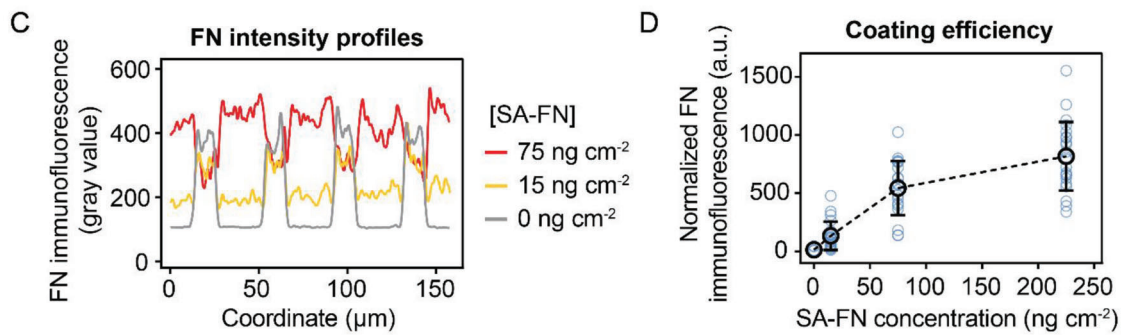 C
FN intensity profiles
FN immunofluorescence
(gray value)
600
400
200
0
0
50
100
150
Coordinate (μm)
[SA-FN]
75 ng cm-2
15 ng cm-2
0 ng cm-2
D
Coating efficiency
Normalized FN
immunofluorescence (a.u.)
1500
1000
500
0
0
50
100
150
200
250
SA-FN concentration (ng cm-2)